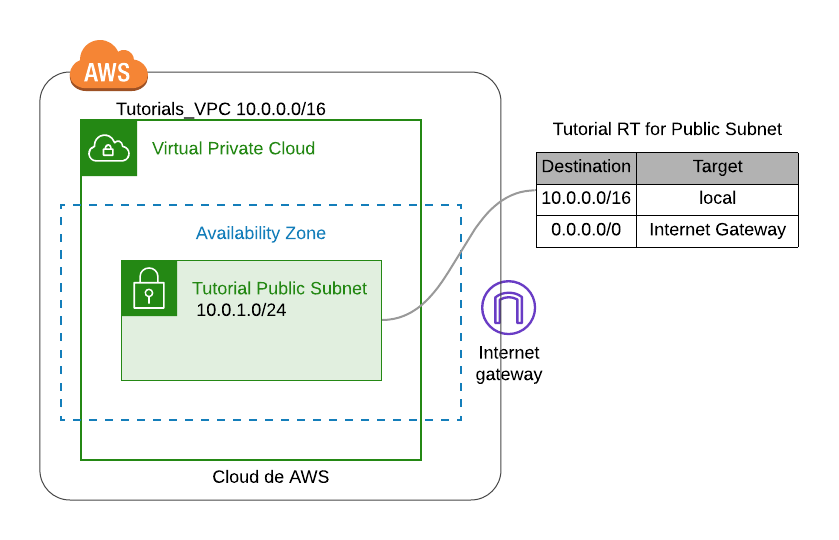 AWS
Tutorials_VPC 10.0.0.0/16
Virtual Private Cloud
Availability Zone
Tutorial Public Subnet
10.0.1.0/24
Cloud de AWS
Internet
gateway
Tutorial RT for Public Subnet
Destination Target
10.0.0.0/16 local
0.0.0.0/0 Internet Gateway